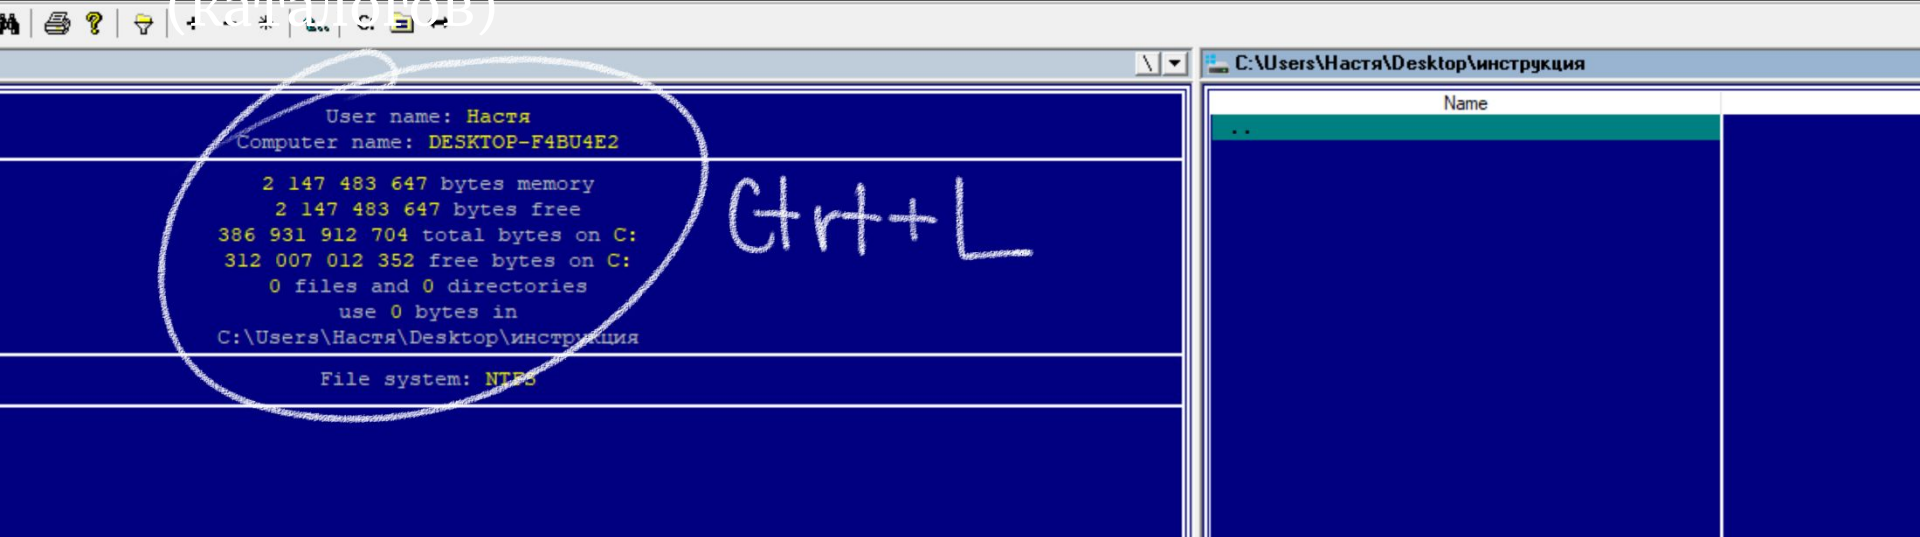 (каталогов)
C:\Users\Настя\Desktop\инструкция
Name
..
User name: Настя
Computer name: DESKTOP-F4BU4E2
2 147 483 647 bytes memory
2 147 483 647 bytes free
386 931 912 704 total bytes on C:
312 007 012 352 free bytes on C:
0 files and 0 directories
use 0 bytes in
C:\Users\Настя\Desktop\инструкция
File system: NTFS
Ctrl+L